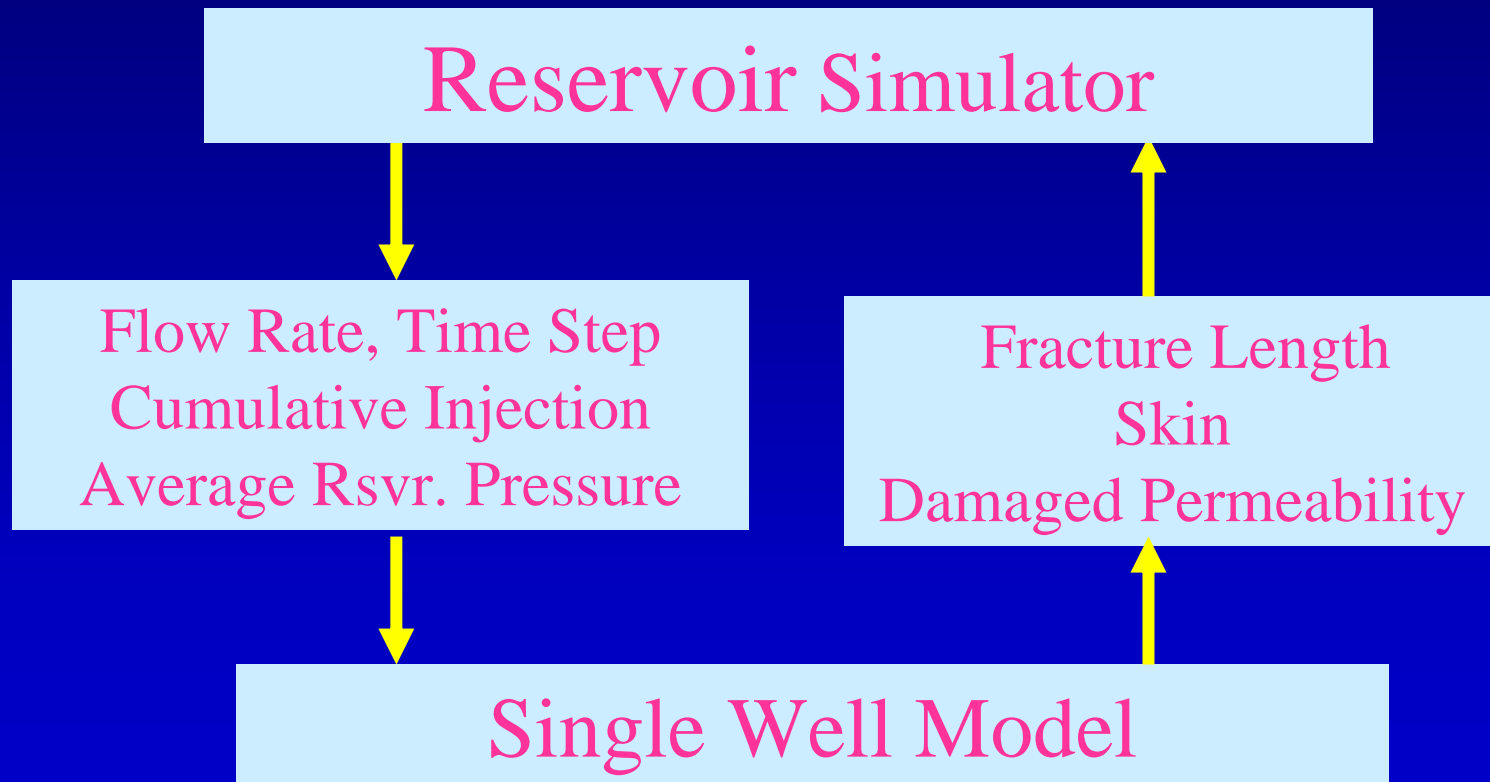 Reservoir Simulator
Flow Rate, Time Step
Cumulative Injection
Average Rsvr. Pressure
Fracture Length
Skin
Damaged Permeability
Single Well Model